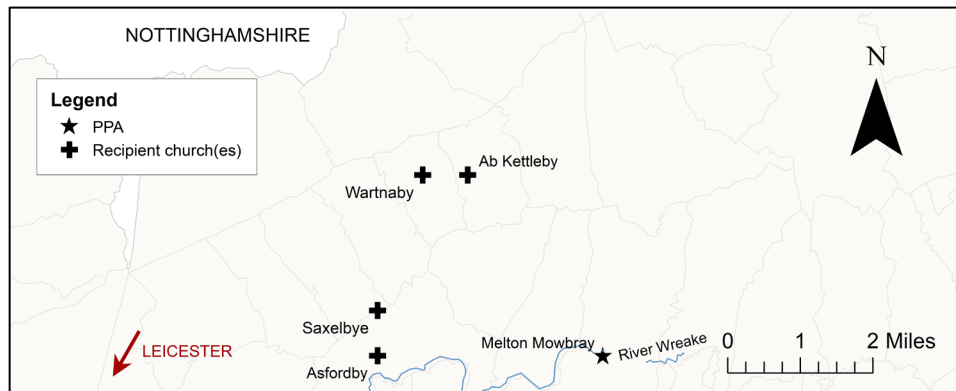 NOTTINGHAMSHIRE
Legend
PPA
Recipient church(es)
N
Ab Kettleby
Wartnaby
Saxelbye
Melton Mowbray
River Wreake
LEICESTER
Asfordby
0 1 2 Miles